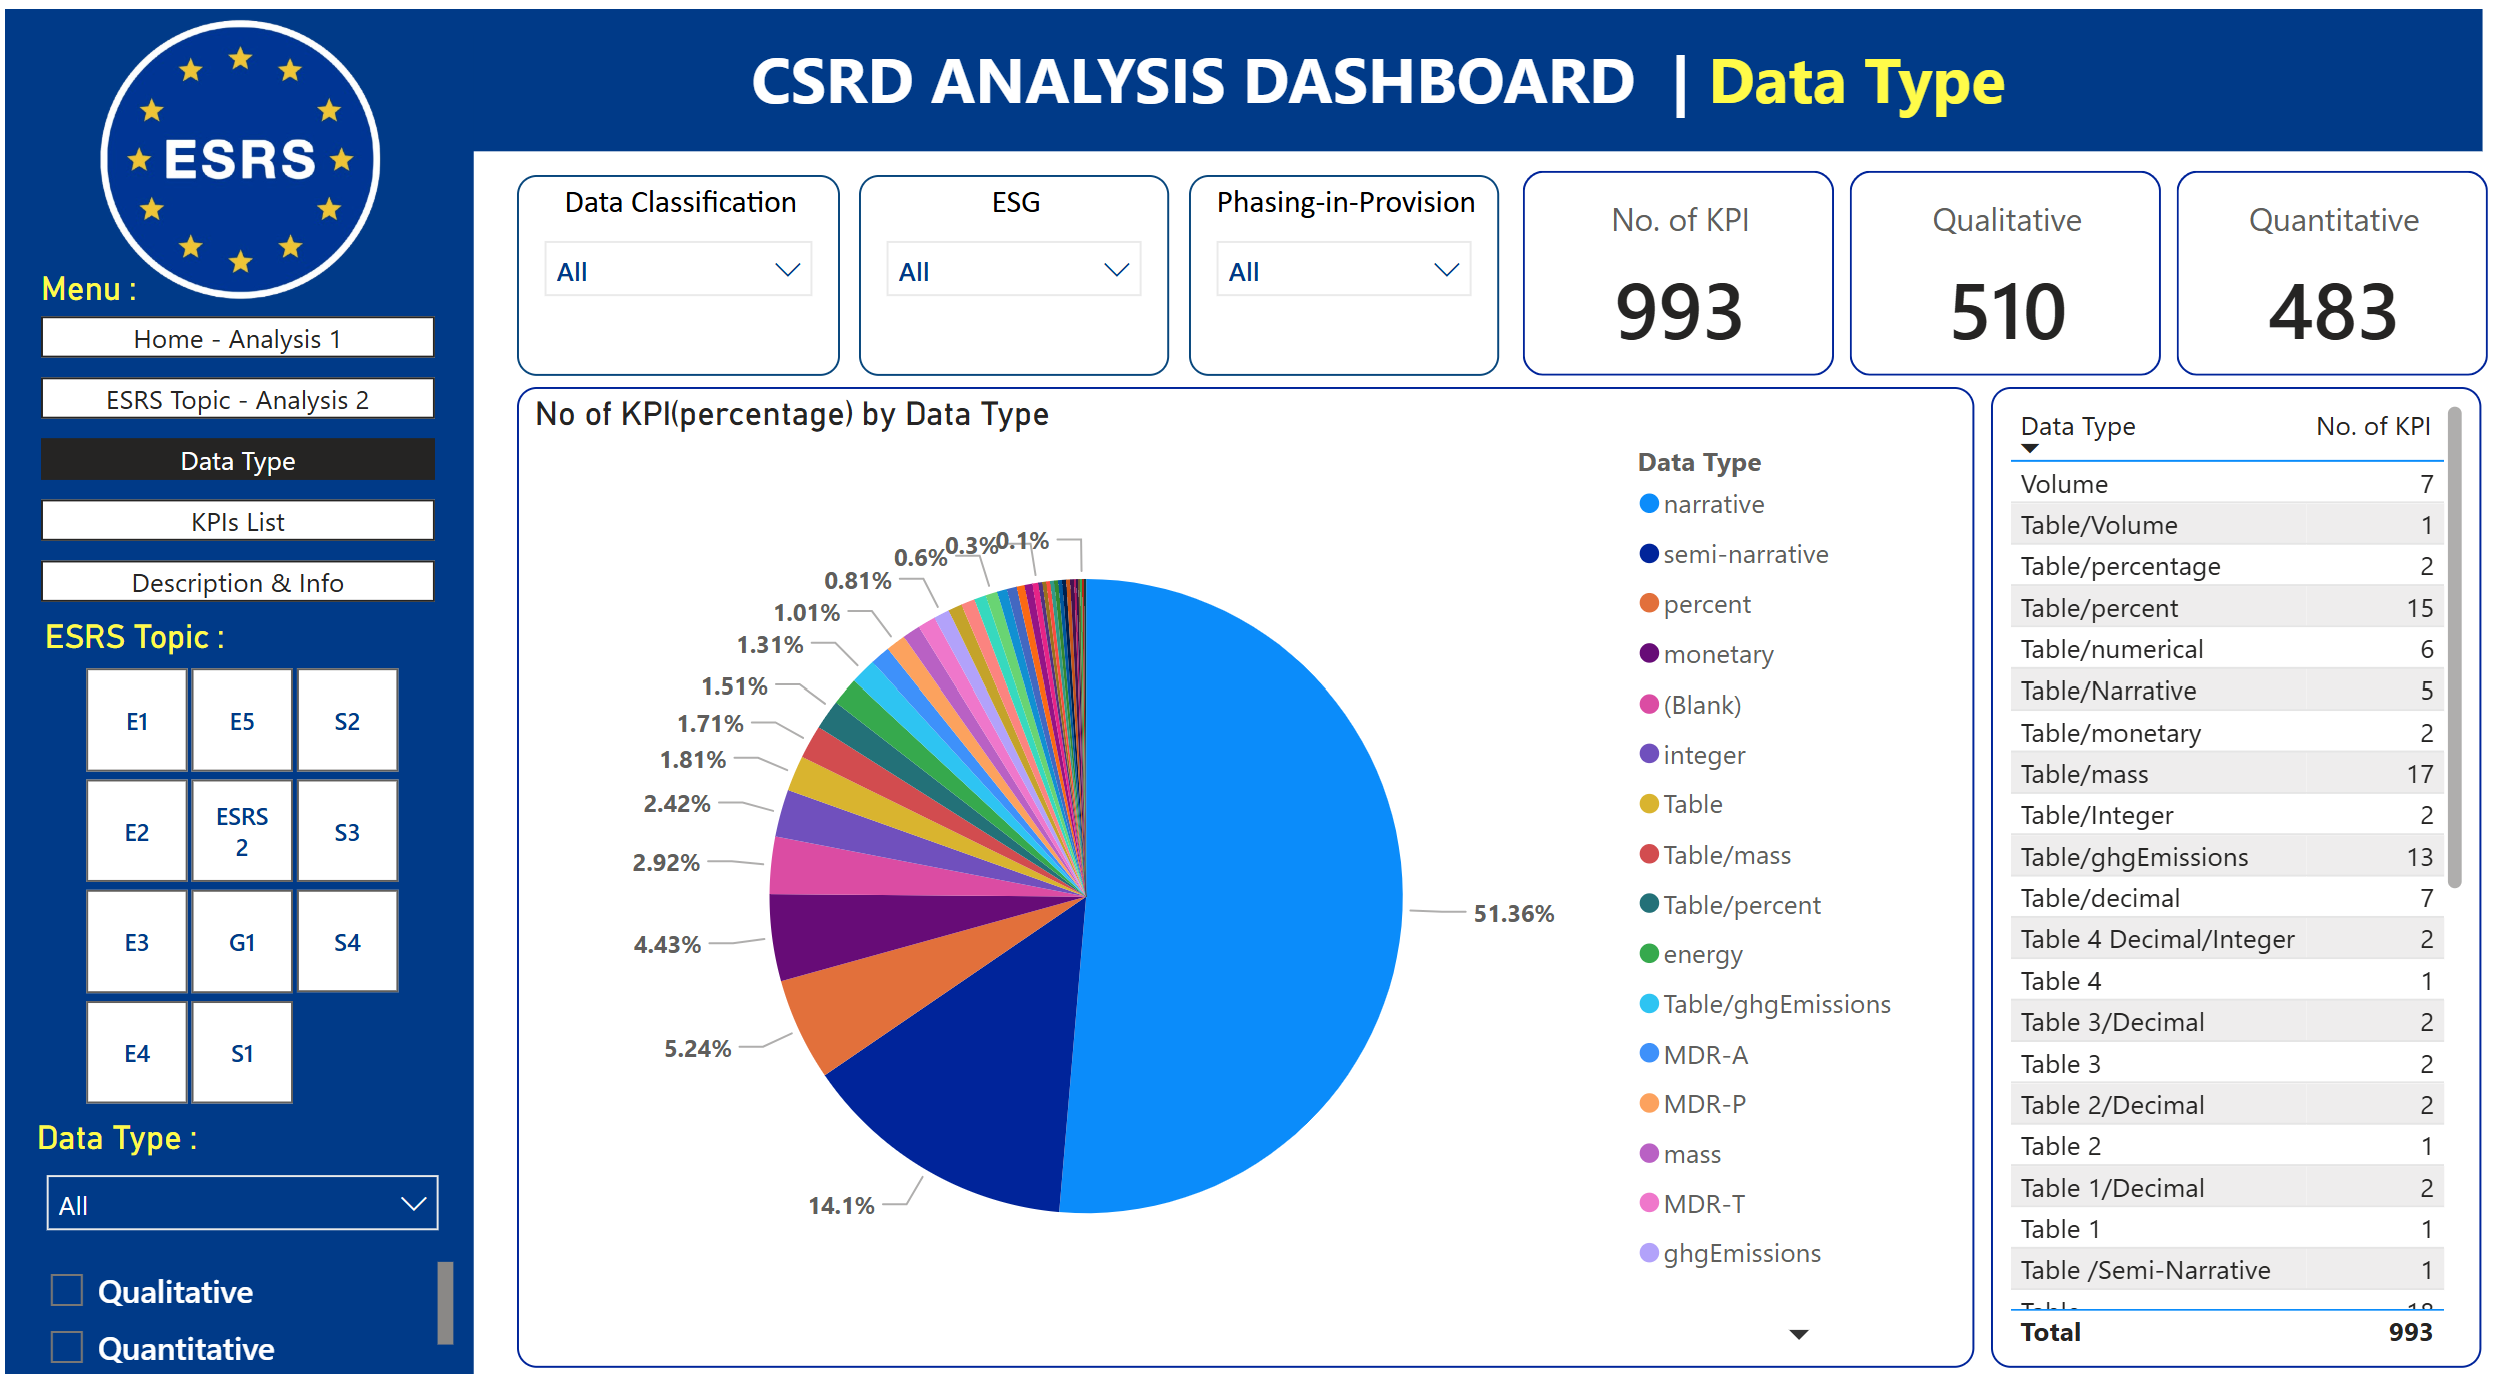 ESRS
CSRD ANALYSIS DASHBOARD | Data Type
Menu :
Home - Analysis 1
ESRS Topic - Analysis 2
Data Type
KPIs List
Description & Info
ESRS Topic :
E1
E5
S2
E2
ESRS
2
S3
E3
G1
S4
E4
S1
Data Type :
All
Qualitative
Quantitative
Data Classification
All
ESG
All
Phasing-in-Provision
All
No. of KPI
993
Qualitative
510
Quantitative
483
No of KPI(percentage) by Data Type
0.1%
0.3%
0.6%
0.81%
1.01%
1.31%
1.51%
1.71%
1.81%
2.42%
2.92%
4.43%
5.24%
14.1%
51.36%
Data Type
narrative
semi-narrative
percent
monetary
(Blank)
integer
Table
Table/mass
Table/percent
energy
Table/ghgEmissions
MDR-A
MDR-P
mass
MDR-T
ghgEmissions
Data Type No. of KPI
Volume 7
Table/Volume 1
Table/percentage 2
Table/percent 15
Table/numerical 6
Table/Narrative 5
Table/monetary 2
Table/mass 17
Table/Integer 2
Table/ghgEmissions 13
Table/decimal 7
Table 4 Decimal/Integer 2
Table 4 1
Table 3/Decimal 2
Table 3 2
Table 2/Decimal 2
Table 2 1
Table 1/Decimal 2
Table 1 1
Table /Semi-Narrative 1
Table 18
Total 993